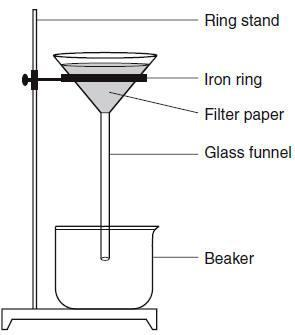 Ring stand
Iron ring
Filter paper
Glass funnel
Beaker